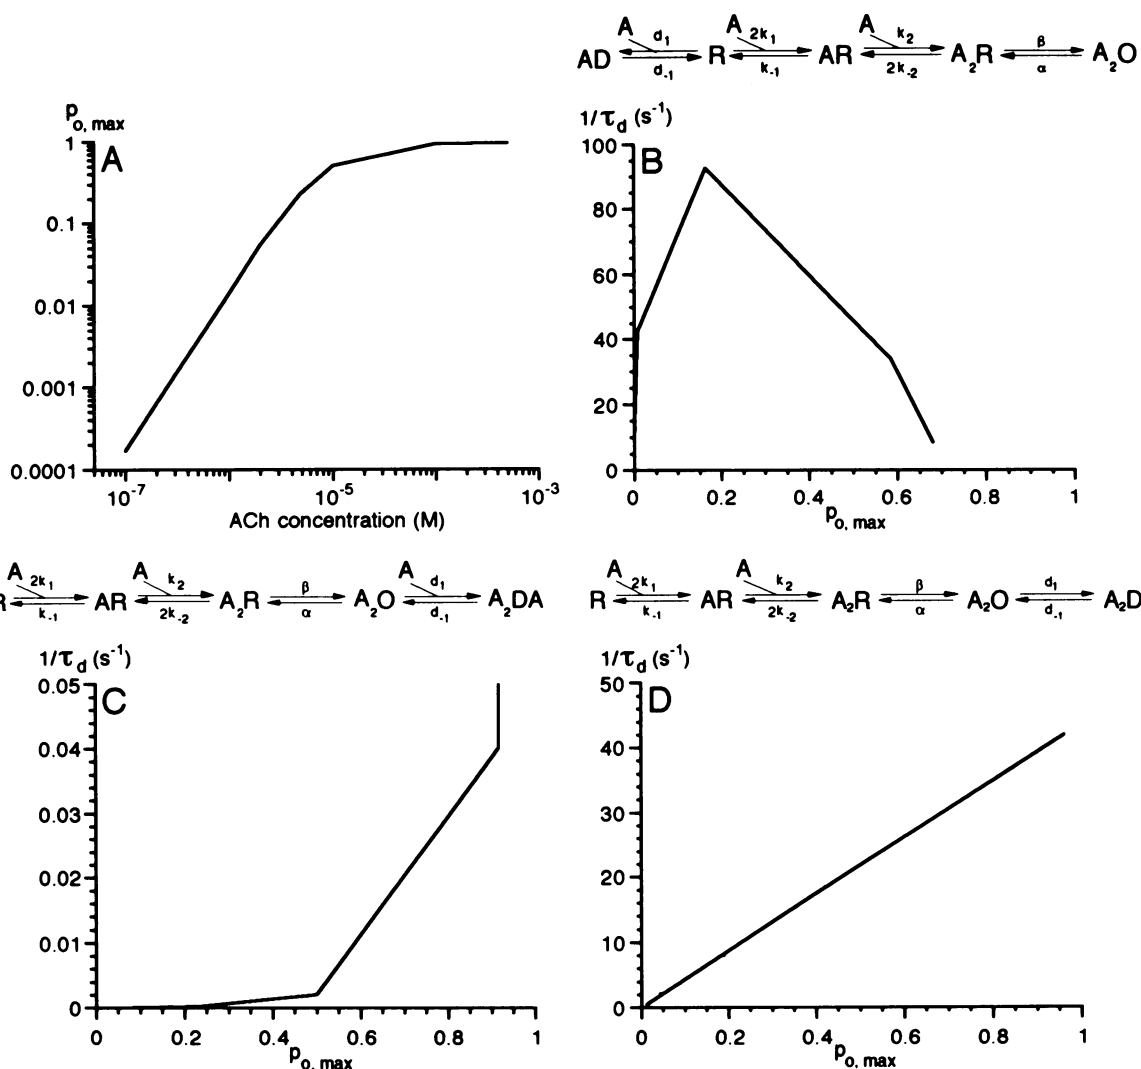 A d₁ A 2k₁ A k₂ β
AD R AR A₂R A₂O
d₋₁ k₋₁ 2k₋₂ α
p₀, max
1/τd (s⁻¹)
A
B
1
0.1
0.01
0.001
0.0001
10⁻⁷ 10⁻⁵ 10⁻³
ACh concentration (M)
100
80
60
40
20
0
0 0.2 0.4 0.6 0.8 1
p₀, max
A 2k₁ A k₂ β A d₁
R AR A₂R A₂O A₂DA
k₋₁ 2k₋₂ α d₋₁
A 2k₁ A k₂ β d₁
R AR A₂R A₂O A₂D
k₋₁ 2k₋₂ α d₋₁
1/τd (s⁻¹)
C
0.05
0.04
0.03
0.02
0.01
0
0 0.2 0.4 0.6 0.8 1
p₀, max
1/τd (s⁻¹)
D
50
40
30
20
10
0
0 0.2 0.4 0.6 0.8 1
p₀, max